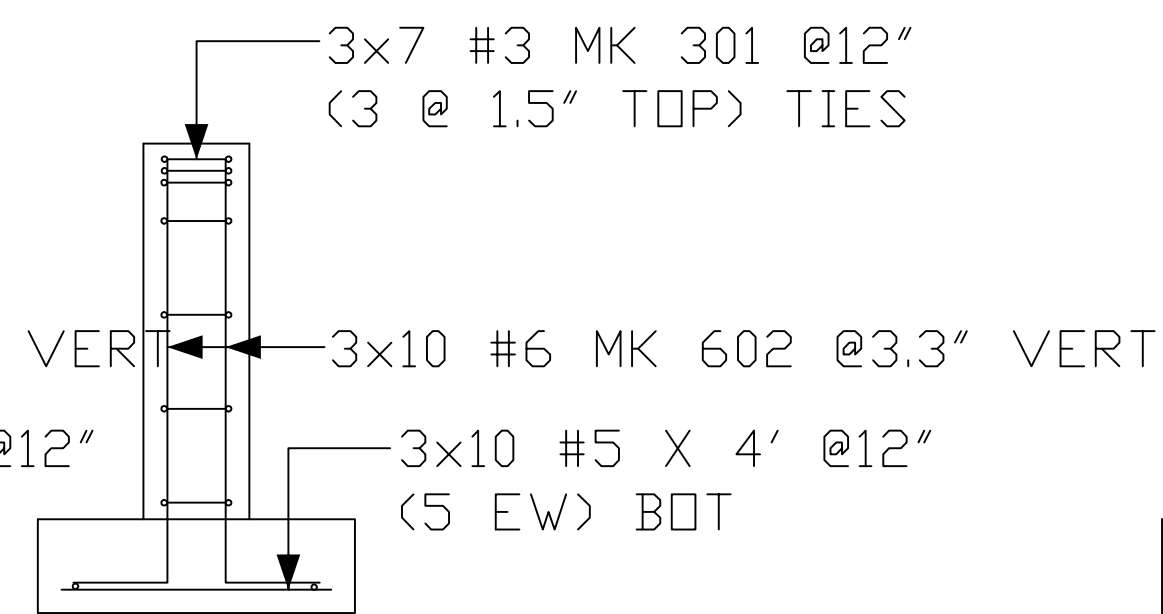 3x7 #3 MK 301 @12"
(3 @ 1.5" TOP) TIES
VERT
3x10 #6 MK 602 @3.3" VERT
@12"
3x10 #5 X 4' @12"
(5 EW) BOT